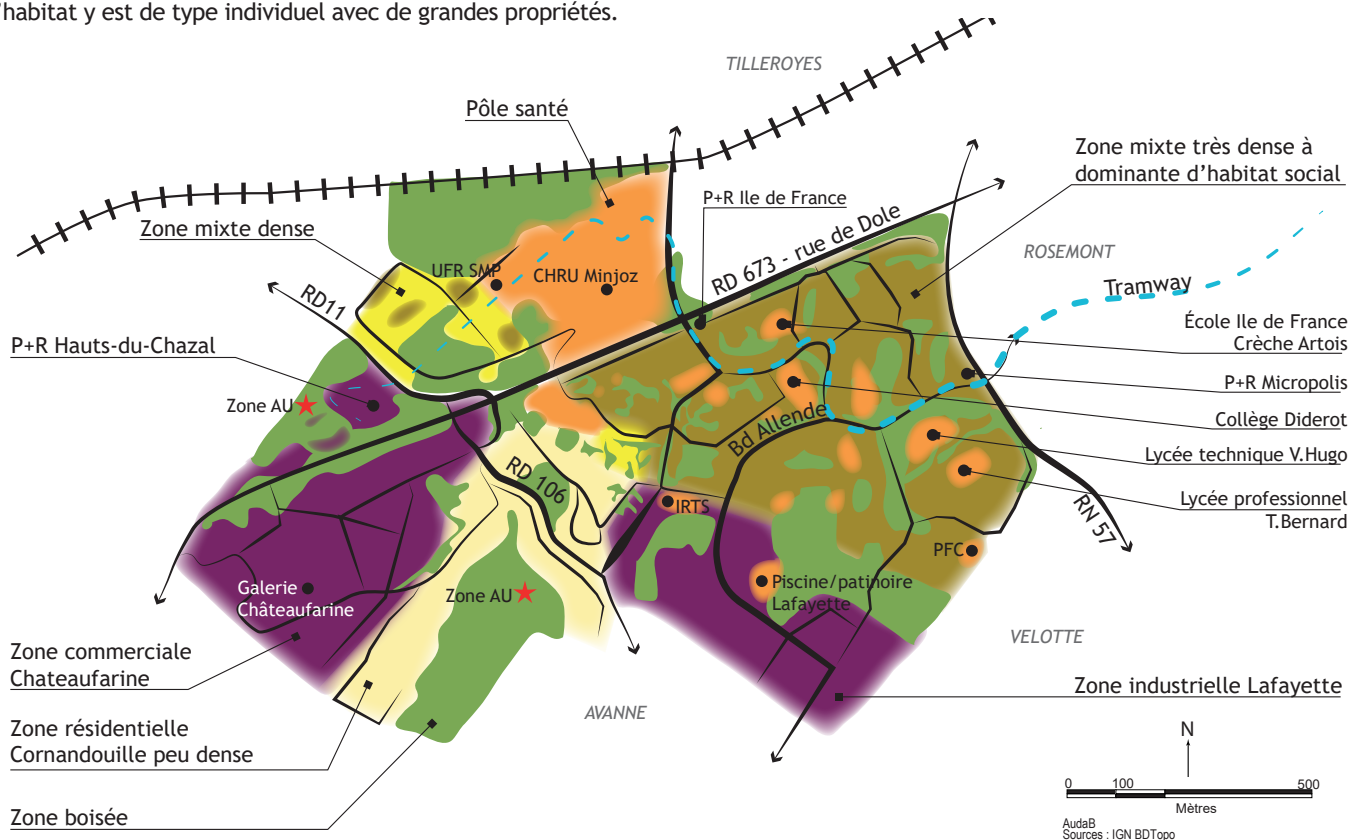 'habitat y est de type individuel avec de grandes propriétés.
TILLEROYES
Pôle santé
Zone mixte très dense à
dominante d'habitat social
P+R Ile de France
Zone mixte dense
RD 673 - rue de Dole
ROSEMONT
UFR SMP
CHRU Minjoz
Tramway
RD11
École Ile de France
Crèche Artois
P+R Hauts-du-Chazal
P+R Micropolis
Zone AU
Collège Diderot
Bd Allende
Lycée technique V.Hugo
RD 106
Lycée professionnel
T.Bernard
IRTS
RN 57
PFC
Galerie
Châteaufarine
Zone AU
Piscine/patinoire
Lafayette
VELOTTE
Zone commerciale
Chateaufarine
Zone industrielle Lafayette
AVANNE
Zone résidentielle
Cornandouille peu dense
N
0 100 500
Mètres
Zone boisée
AudaB
Sources : IGN BDTopo